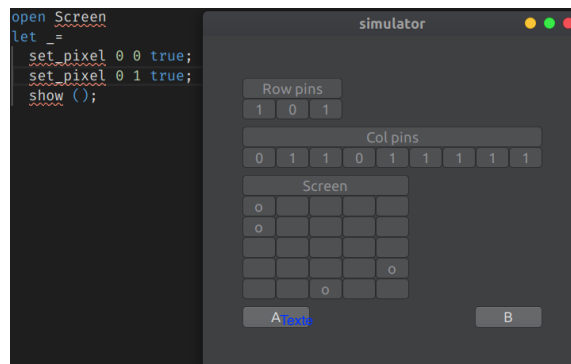 open Screen
let _=
set_pixel 0 0 true;
set_pixel 0 1 true;
show ();
simulator
Row pins
1 0 1
Col pins
0 1 1 0 1 1 1 1 1
Screen
o
o
o
o
A Texte
B